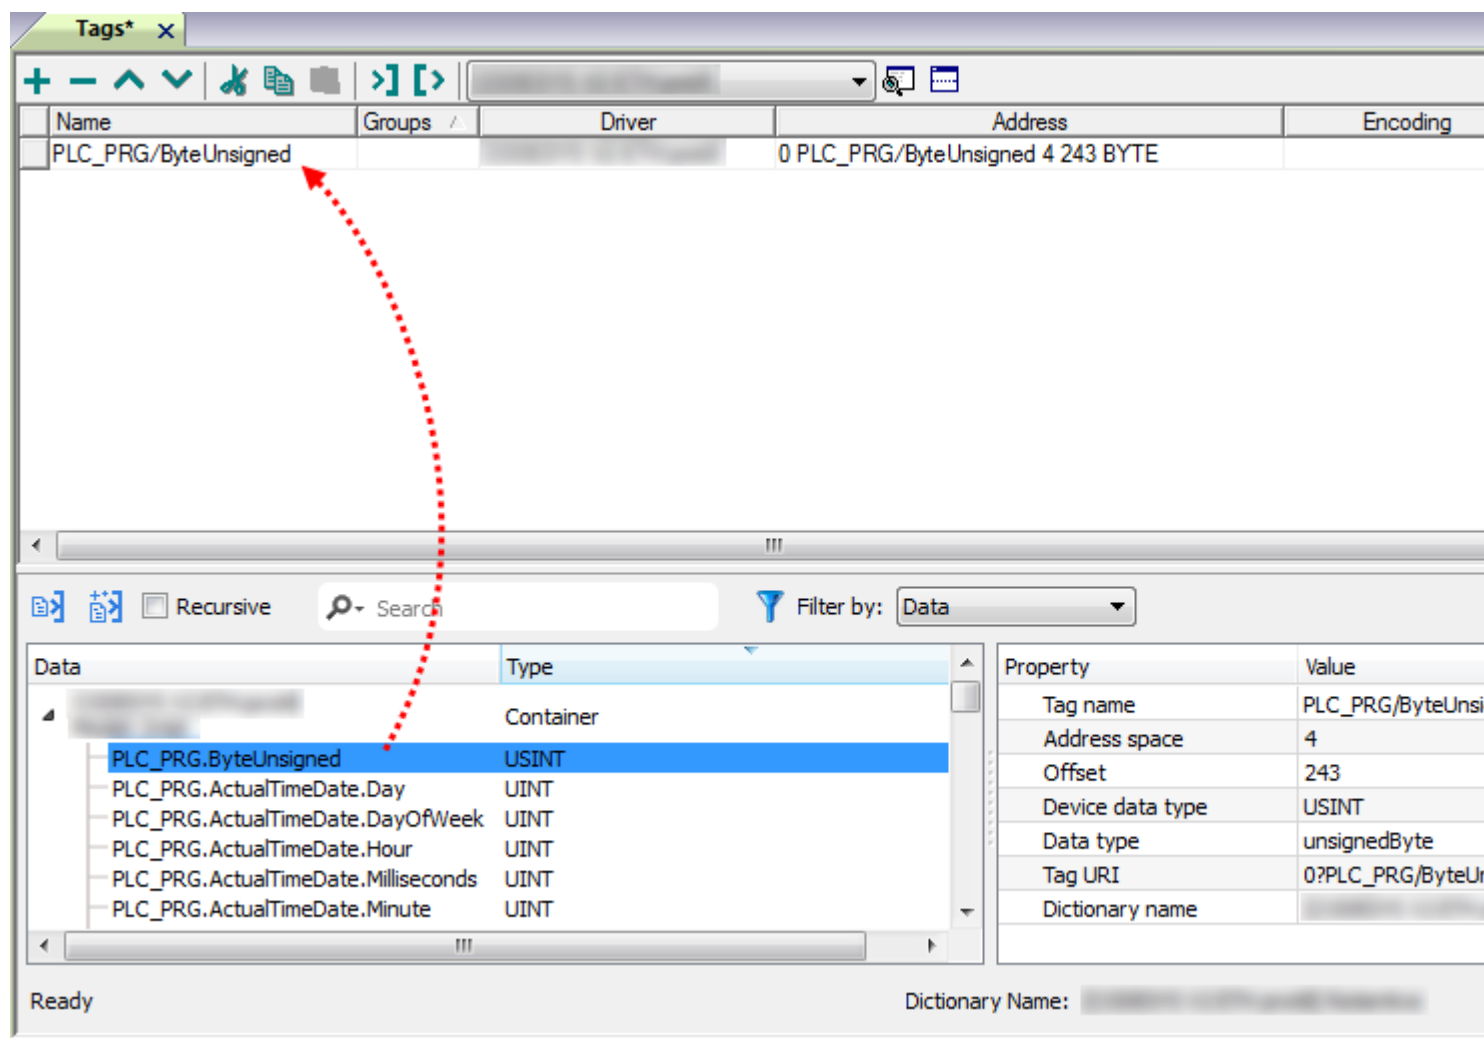 Tags*
Name Groups Driver Address Encoding
PLC_PRG/ByteUnsigned 0 PLC_PRG/ByteUnsigned 4 243 BYTE
Recursive Search Filter by: Data
Data Type Property Value
Container
PLC_PRG.ByteUnsigned USINT
PLC_PRG.ActualTimeDate.Day UINT
PLC_PRG.ActualTimeDate.DayOfWeek UINT
PLC_PRG.ActualTimeDate.Hour UINT
PLC_PRG.ActualTimeDate.Milliseconds UINT
PLC_PRG.ActualTimeDate.Minute UINT
Tag name PLC_PRG/ByteUnsi
Address space 4
Offset 243
Device data type USINT
Data type unsignedByte
Tag URI 0?PLC_PRG/ByteU
Dictionary name
Ready Dictionary Name: